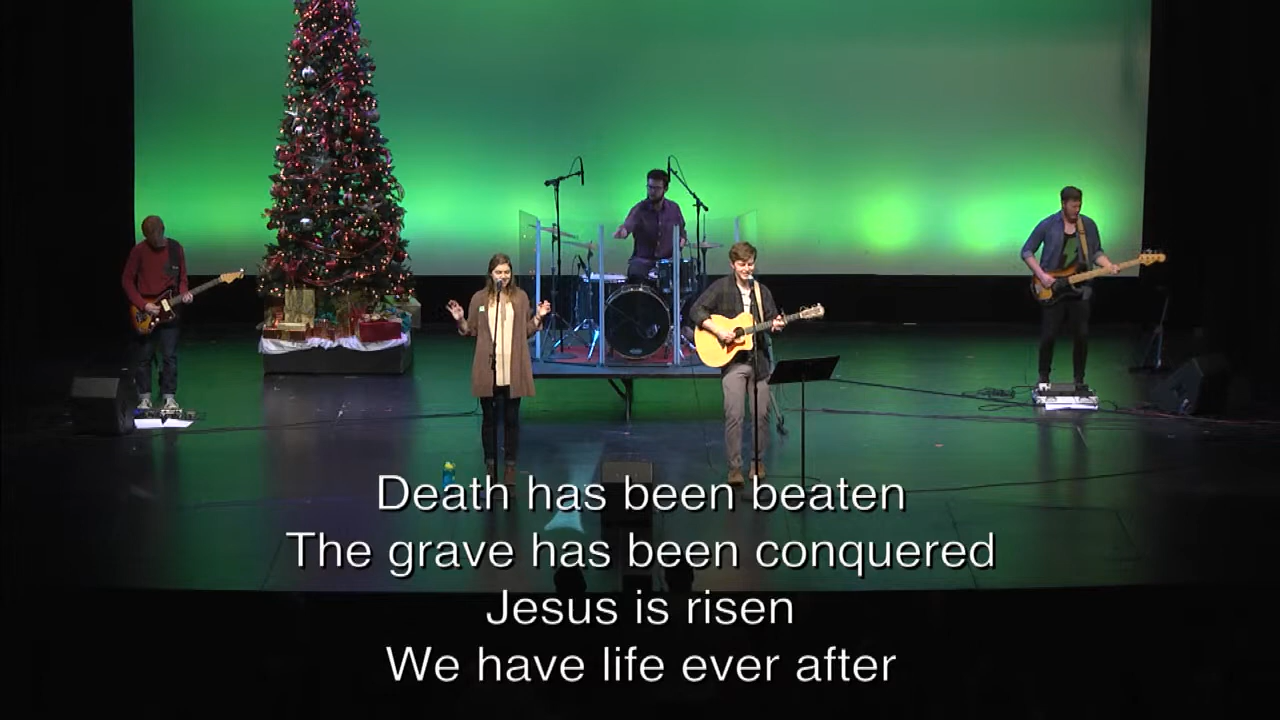 Death has been beaten
The grave has been conquered
Jesus is risen
We have life ever after